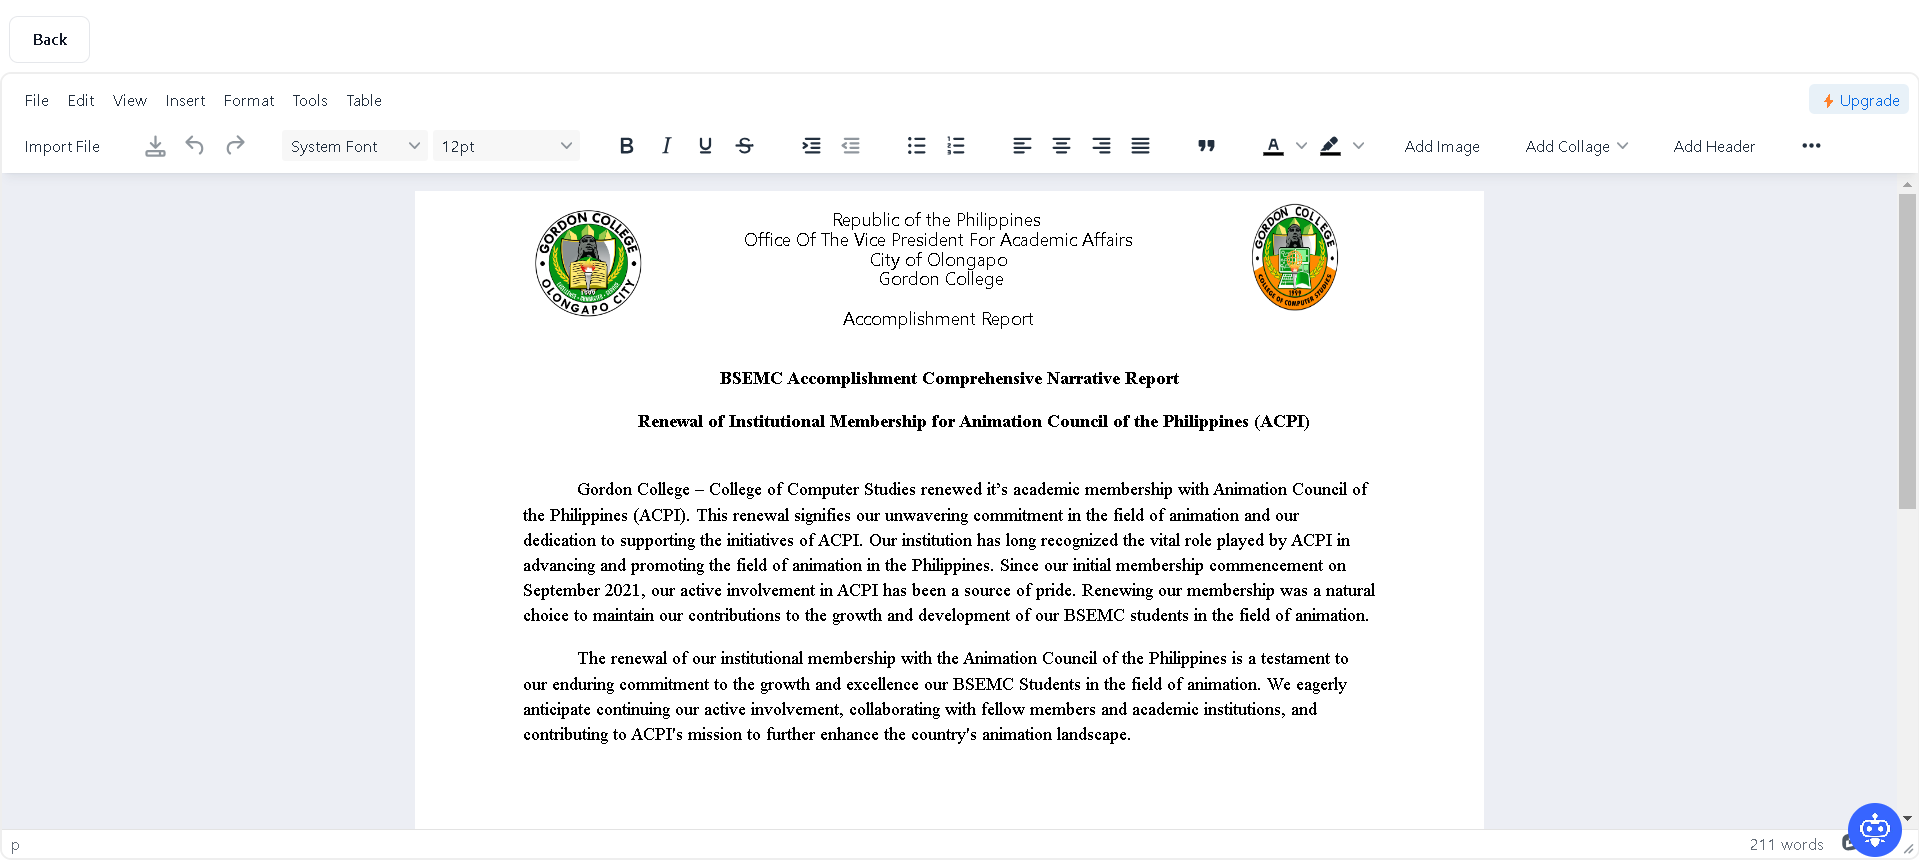 Back
File Edit View Insert Format Tools Table
Upgrade
Import File
System Font
12pt
B I U S
A
Add Image
Add Collage
Add Header
GORDON COLLEGE
OLONGAPO CITY
1999
Republic of the Philippines
Office Of The Vice President For Academic Affairs
City of Olongapo
Gordon College
Accomplishment Report
GORDON COLLEGE
1999
COLLEGE OF COMPUTER STUDIES
BSEMC Accomplishment Comprehensive Narrative Report
Renewal of Institutional Membership for Animation Council of the Philippines (ACPI)
Gordon College – College of Computer Studies renewed it’s academic membership with Animation Council of
the Philippines (ACPI). This renewal signifies our unwavering commitment in the field of animation and our
dedication to supporting the initiatives of ACPI. Our institution has long recognized the vital role played by ACPI in
advancing and promoting the field of animation in the Philippines. Since our initial membership commencement on
September 2021, our active involvement in ACPI has been a source of pride. Renewing our membership was a natural
choice to maintain our contributions to the growth and development of our BSEMC students in the field of animation.
The renewal of our institutional membership with the Animation Council of the Philippines is a testament to
our enduring commitment to the growth and excellence our BSEMC Students in the field of animation. We eagerly
anticipate continuing our active involvement, collaborating with fellow members and academic institutions, and
contributing to ACPI's mission to further enhance the country's animation landscape.
p
211 words